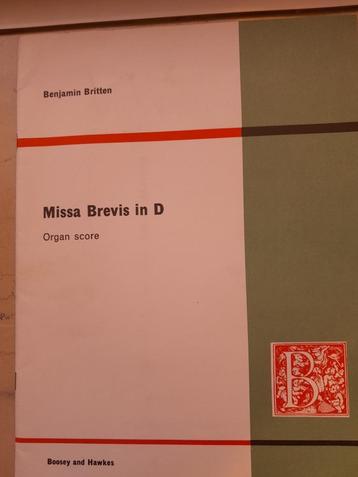 Benjamin Britten
Missa Brevis in D
Organ score
B
Boosey and Hawkes